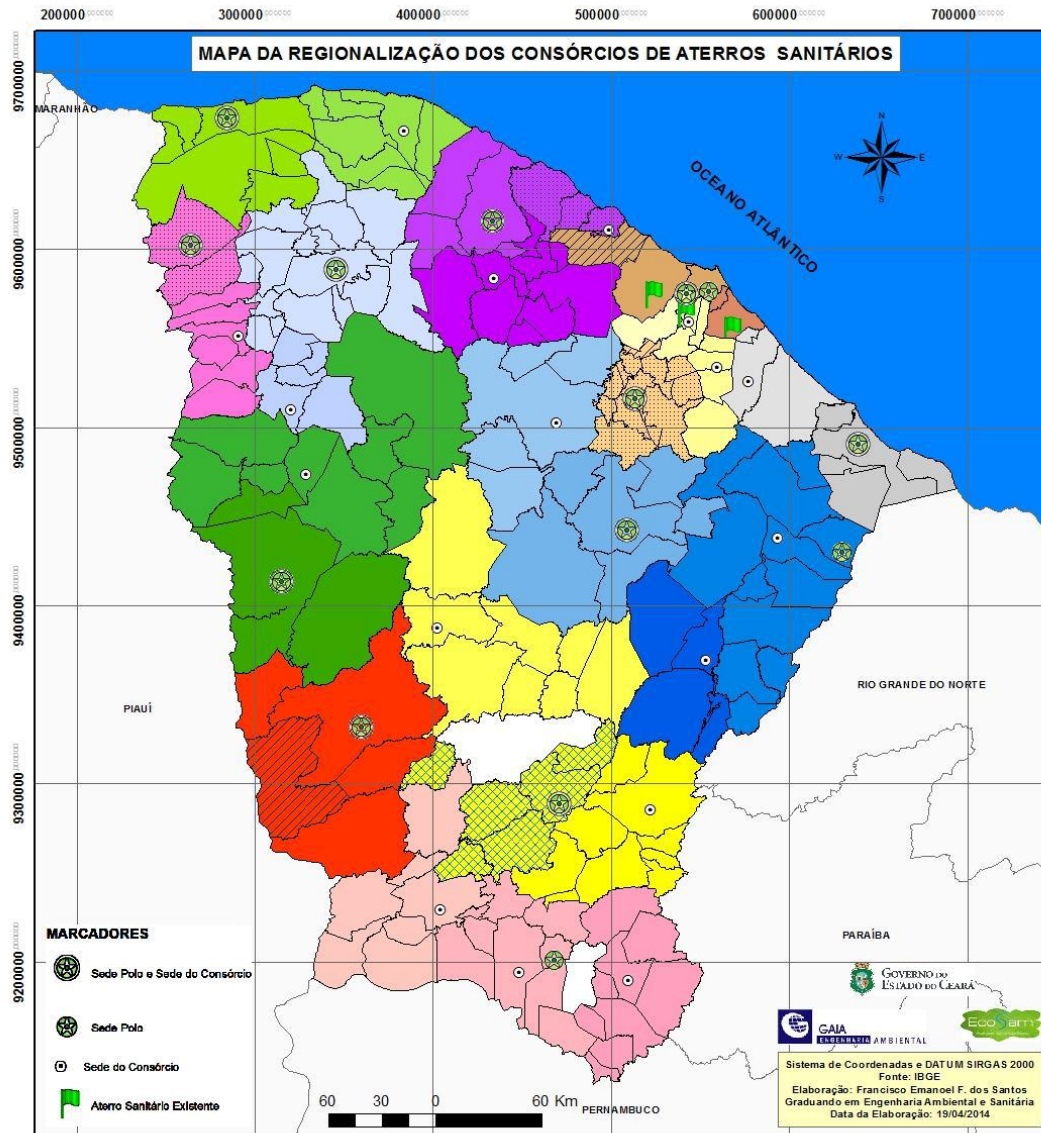 200000 300000 400000 500000 600000 700000
MAPA DA REGIONALIZAÇÃO DOS CONSÓRCIOS DE ATERROS SANITÁRIOS
9700000
MARANHÃO
N
W E
S
OCEANO ATLÂNTICO
9600000
9500000
9400000
RIO GRANDE DO NORTE
PIAUÍ
9300000
MARCADORES
Sede Polo e Sede do Consórcio
Sede Polo
Sede do Consórcio
Aterro Sanitário Existente
9200000
PARAÍBA
GOVERNO DO
ESTADO DO CEARÁ
GAIA
ENGENHARIA AMBIENTAL
EcoSam
60 30 0 60 Km
PERNAMBUCO
Sistema de Coordenadas e DATUM SIRGAS 2000
Fonte: IBGE
Elaboração: Francisco Emanoel F. dos Santos
Graduando em Engenharia Ambiental e Sanitária
Data da Elaboração: 19/04/2014